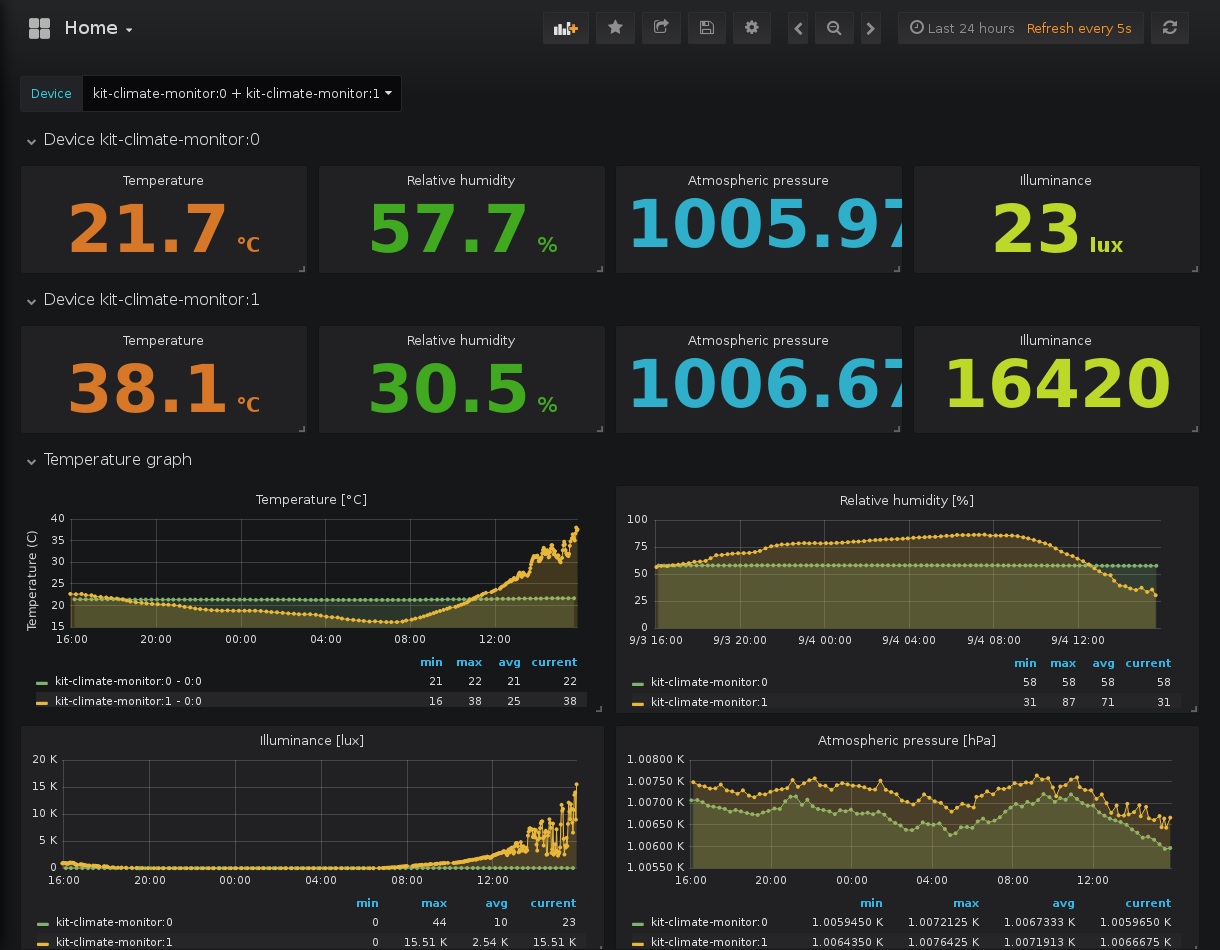 Home
Last 24 hours Refresh every 5s
Device kit-climate-monitor:0 + kit-climate-monitor:1
Device kit-climate-monitor:0
Temperature Relative humidity Atmospheric pressure Illuminance
21.7 °C 57.7 % 1005.97 23 lux
Device kit-climate-monitor:1
Temperature Relative humidity Atmospheric pressure Illuminance
38.1 °C 30.5 % 1006.67 16420
Temperature graph
Temperature [°C]
Temperature (C)
40
35
30
25
20
15
16:00 20:00 00:00 04:00 08:00 12:00
min max avg current
kit-climate-monitor:0 - 0:0 21 22 21 22
kit-climate-monitor:1 - 0:0 16 38 25 38
Relative humidity [%]
100
75
50
25
0
9/3 16:00 9/3 20:00 9/4 00:00 9/4 04:00 9/4 08:00 9/4 12:00
min max avg current
kit-climate-monitor:0 58 58 58 58
kit-climate-monitor:1 31 87 71 31
Illuminance [lux]
20 K
15 K
10 K
5 K
0
16:00 20:00 00:00 04:00 08:00 12:00
min max avg current
kit-climate-monitor:0 0 44 10 23
kit-climate-monitor:1 0 15.51 K 2.54 K 15.51 K
Atmospheric pressure [hPa]
1.00800 K
1.00750 K
1.00700 K
1.00650 K
1.00600 K
1.00550 K
16:00 20:00 00:00 04:00 08:00 12:00
min max avg current
kit-climate-monitor:0 1.0059450 K 1.0072125 K 1.0067333 K 1.0059650 K
kit-climate-monitor:1 1.0064350 K 1.0076425 K 1.0071913 K 1.0066675 K